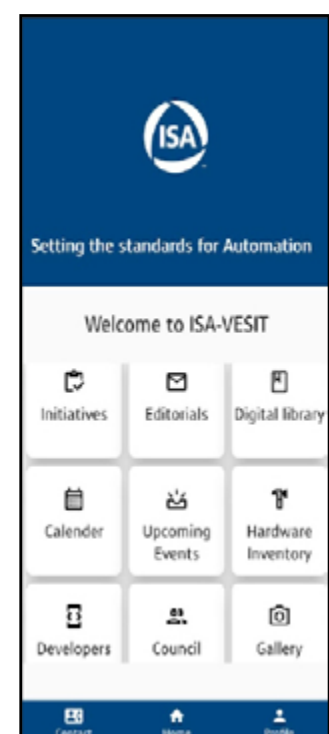 ISA
Setting the standards for Automation
Welcome to ISA-VESIT
Initiatives
Editorials
Digital library
Calender
Upcoming
Events
Hardware
Inventory
Developers
Council
Gallery
Contact
Home
Profile